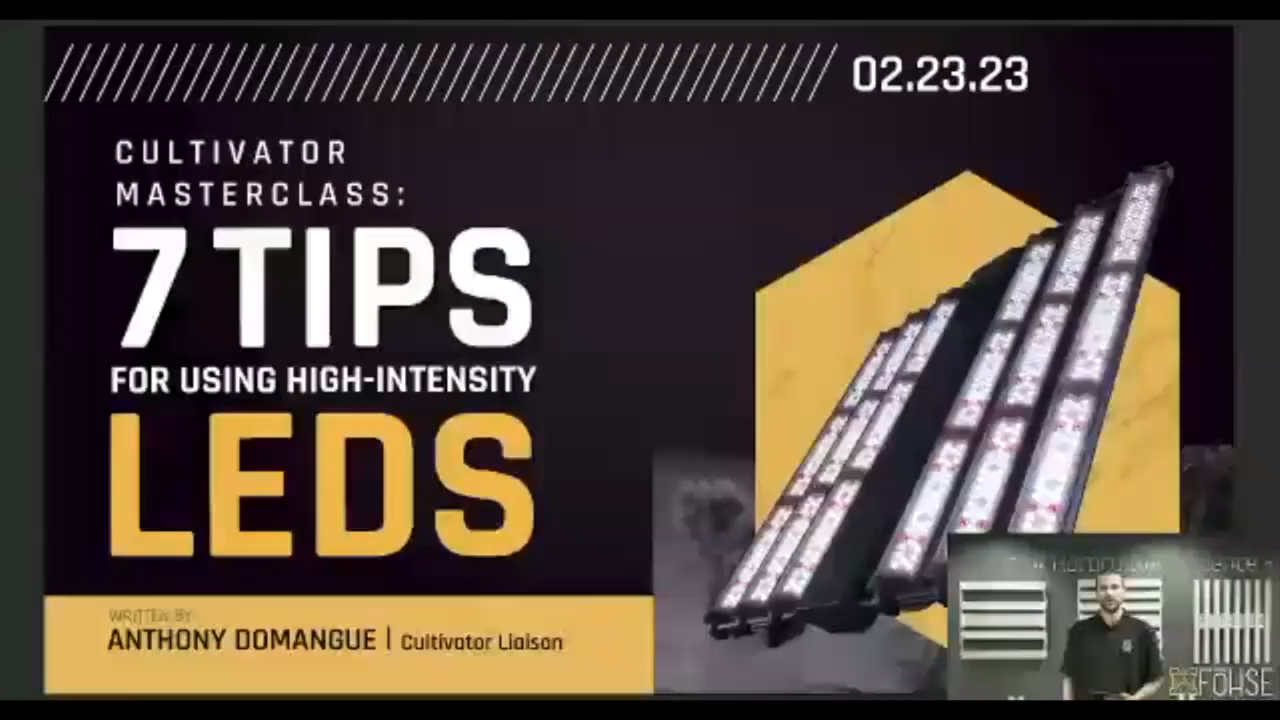 02.23.23
CULTIVATOR
MASTERCLASS:
7 TIPS
FOR USING HIGH-INTENSITY
LEDS
WRITTEN BY:
ANTHONY DOMANGUE | Cultivator Liaison
FOHSE